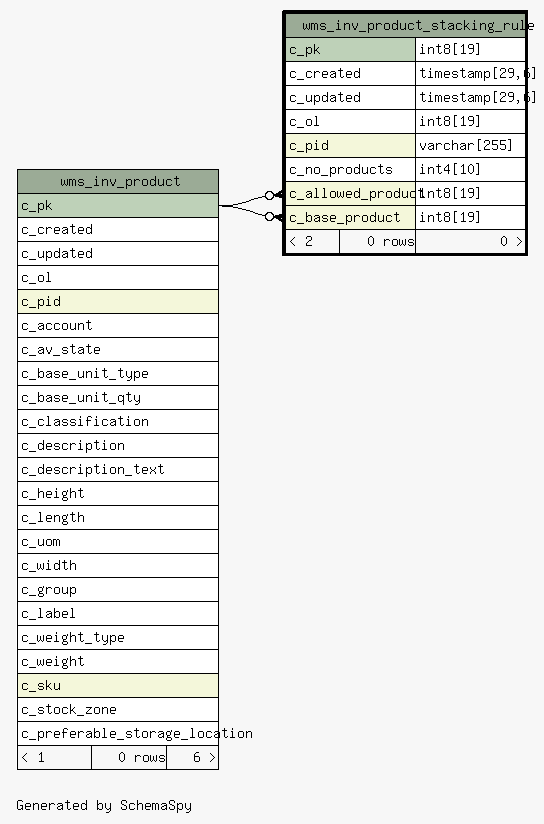 wms_inv_product_stacking_rule
c_pk int8[19]
c_created timestamp[29,6]
c_updated timestamp[29,6]
c_ol int8[19]
c_pid varchar[255]
c_no_products int4[10]
c_allowed_product int8[19]
c_base_product int8[19]
< 2 0 rows 0 >
wms_inv_product
c_pk
c_created
c_updated
c_ol
c_pid
c_account
c_av_state
c_base_unit_type
c_base_unit_qty
c_classification
c_description
c_description_text
c_height
c_length
c_uom
c_width
c_group
c_label
c_weight_type
c_weight
c_sku
c_stock_zone
c_preferable_storage_location
< 1 0 rows 6 >
Generated by SchemaSpy